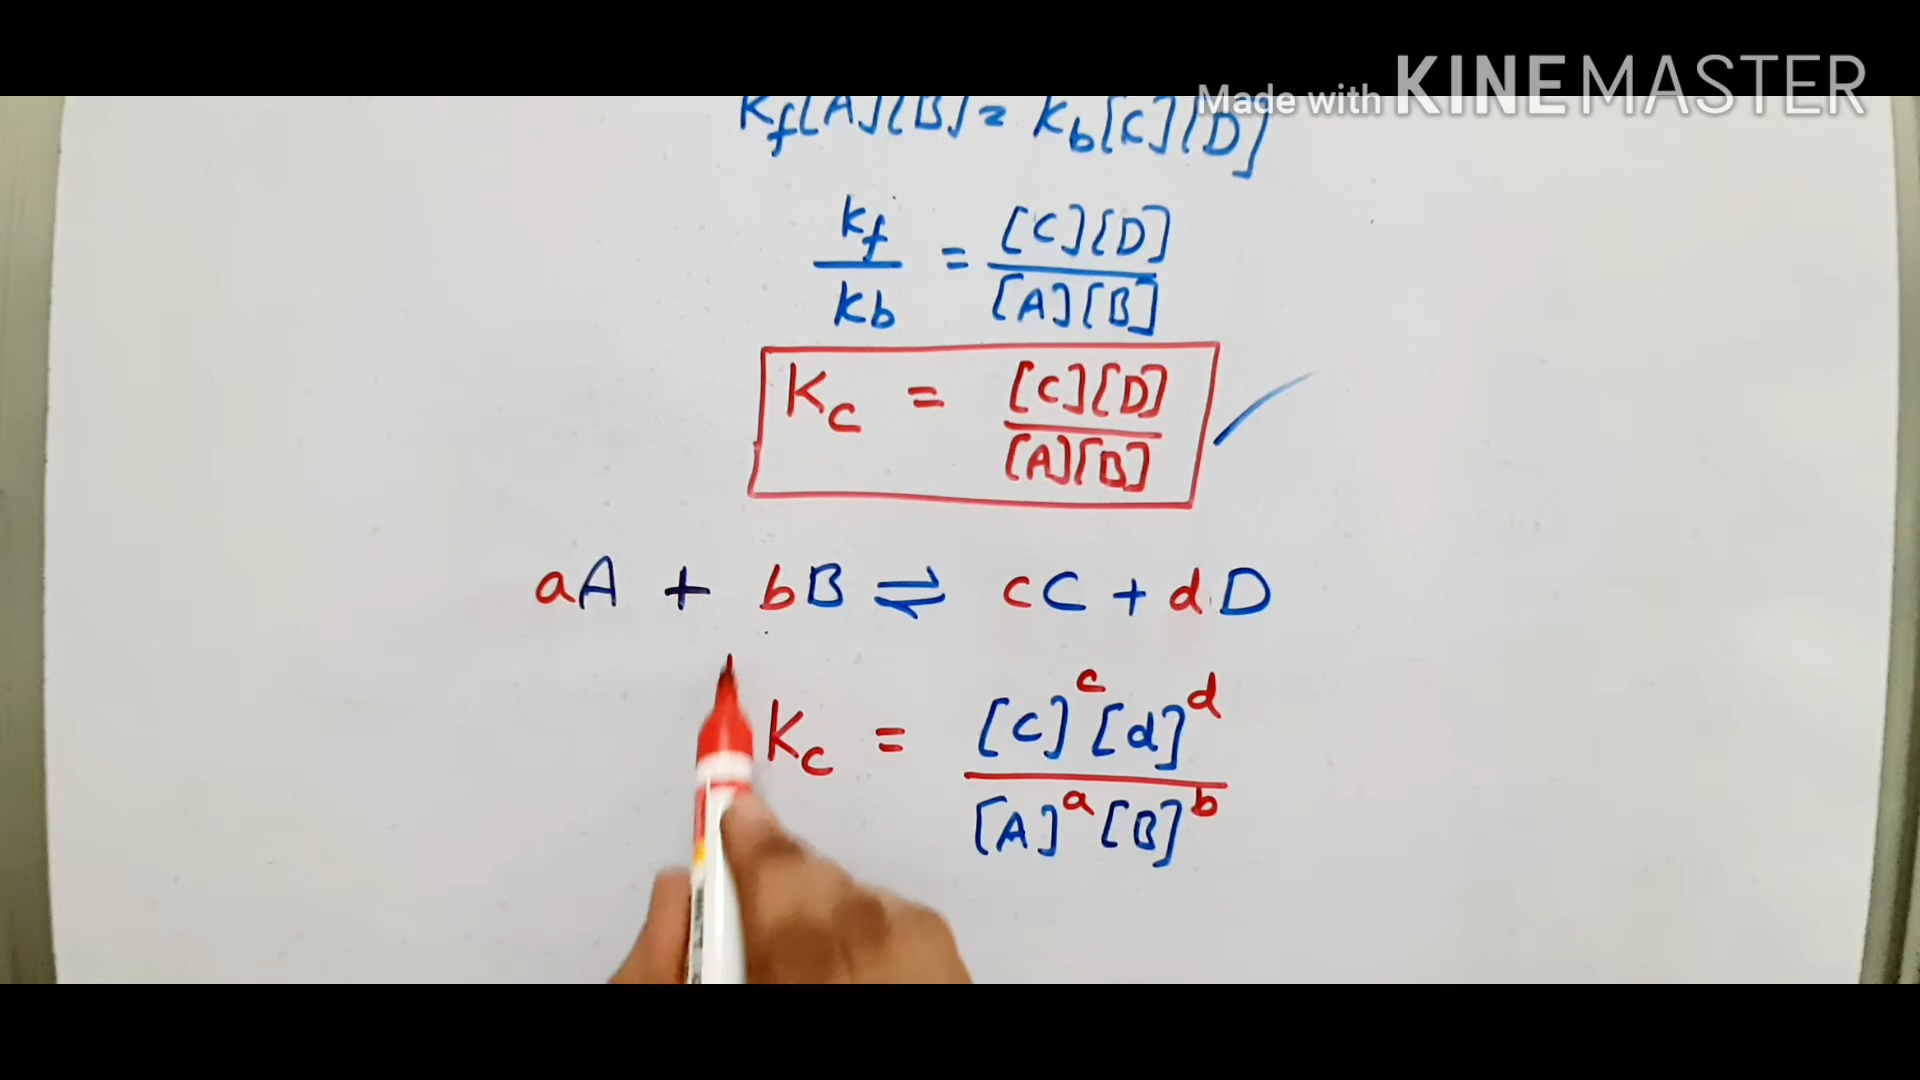 Made with KINEMASTER
Kf[A][B] = Kb[C][D]
kf/kb = [C][D]/[A][B]
Kc = [C][D]/[A][B]
aA + bB ⇌ cC + dD
Kc = [C]^c [d]^d/[A]^a [B]^b